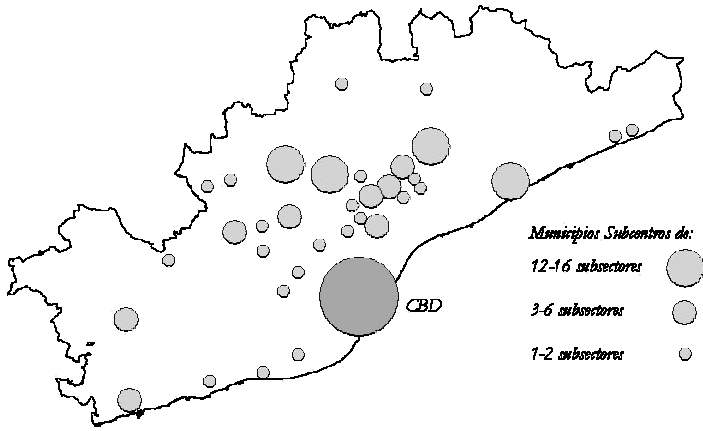 Municipios Subcentros de:
12-16 subsectores
CBD
3-6 subsectores
1-2 subsectores